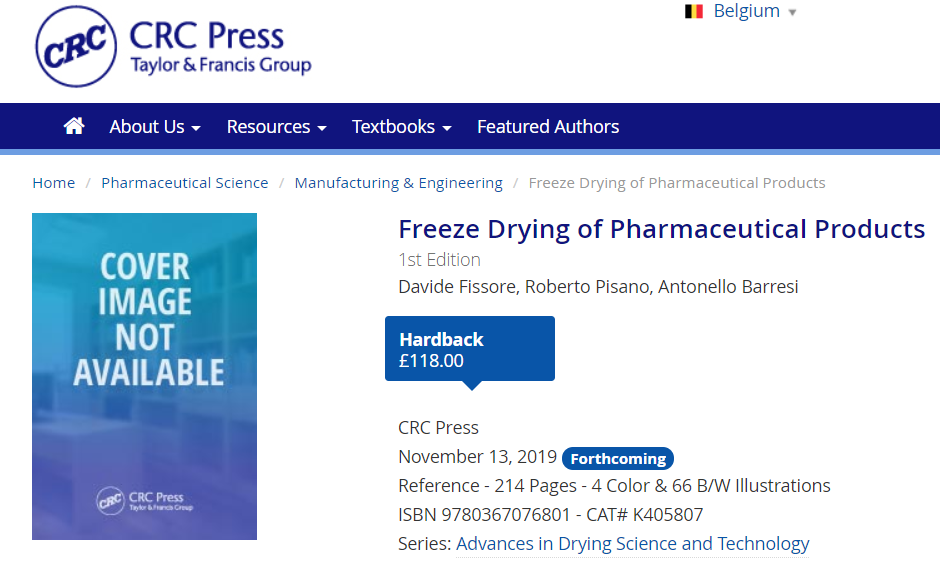 Belgium
CRC
CRC Press
Taylor & Francis Group
About Us
Resources
Textbooks
Featured Authors
Home / Pharmaceutical Science / Manufacturing & Engineering / Freeze Drying of Pharmaceutical Products
COVER
IMAGE
NOT
AVAILABLE
CRC
CRC Press
Taylor & Francis Group
Freeze Drying of Pharmaceutical Products
1st Edition
Davide Fissore, Roberto Pisano, Antonello Barresi
Hardback
£118.00
CRC Press
November 13, 2019 Forthcoming
Reference - 214 Pages - 4 Color & 66 B/W Illustrations
ISBN 9780367076801 - CAT# K405807
Series: Advances in Drying Science and Technology